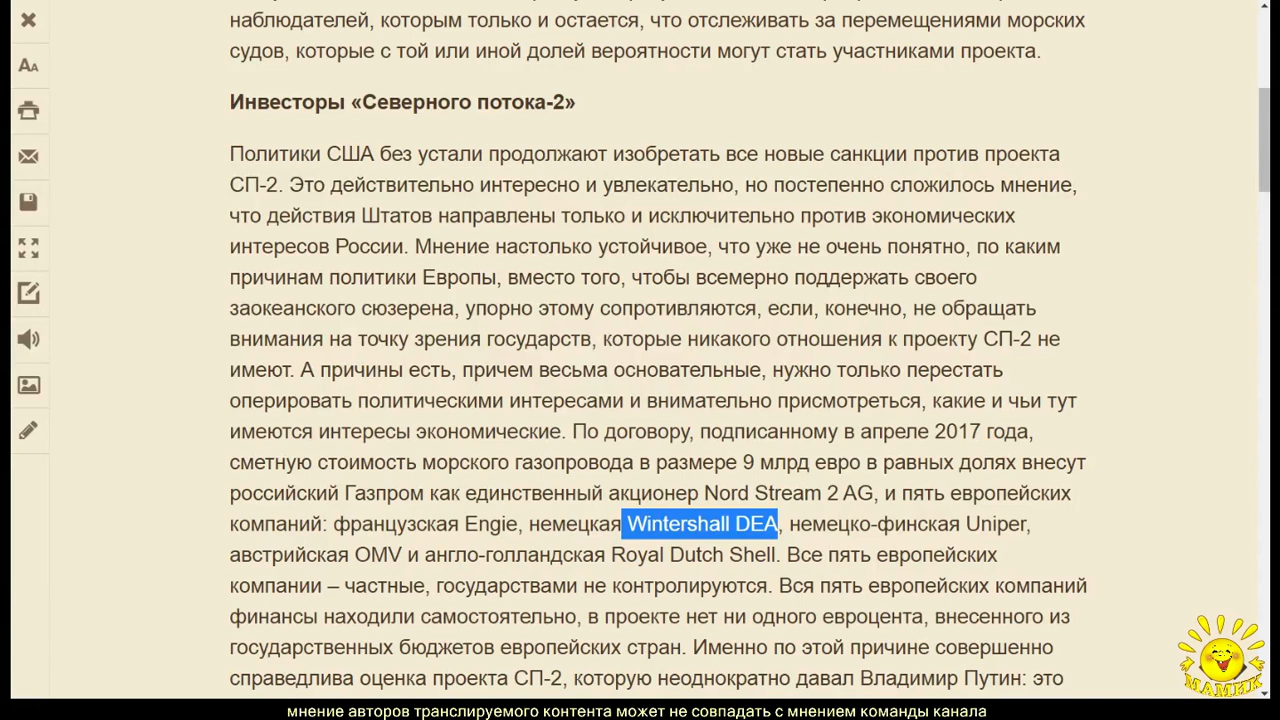 наблюдателей, которым только и остается, что отслеживать за перемещениями морских
судов, которые с той или иной долей вероятности могут стать участниками проекта.
Инвесторы «Северного потока-2»
Политики США без устали продолжают изобретать все новые санкции против проекта
СП-2. Это действительно интересно и увлекательно, но постепенно сложилось мнение,
что действия Штатов направлены только и исключительно против экономических
интересов России. Мнение настолько устойчивое, что уже не очень понятно, по каким
причинам политики Европы, вместо того, чтобы всемерно поддержать своего
заокеанского сюзерена, упорно этому сопротивляются, если, конечно, не обращать
внимания на точку зрения государств, которые никакого отношения к проекту СП-2 не
имеют. А причины есть, причем весьма основательные, нужно только перестать
оперировать политическими интересами и внимательно присмотреться, какие и чьи тут
имеются интересы экономические. По договору, подписанному в апреле 2017 года,
сметную стоимость морского газопровода в размере 9 млрд евро в равных долях внесут
российский Газпром как единственный акционер Nord Stream 2 AG, и пять европейских
компаний: французская Engie, немецкая Wintershall DEA, немецко-финская Uniper,
австрийская OMV и англо-голландская Royal Dutch Shell. Все пять европейских
компании – частные, государствами не контролируются. Вся пять европейских компаний
финансы находили самостоятельно, в проекте нет ни одного евроцента, внесенного из
государственных бюджетов европейских стран. Именно по этой причине совершенно
справедлива оценка проекта СП-2, которую неоднократно давал Владимир Путин: это
МАМИК
мнение авторов транслируемого контента может не совпадать с мнением команды канала